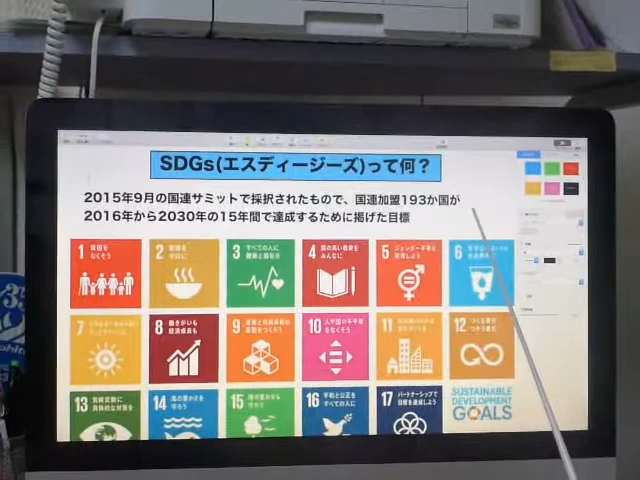 SDGs(エスディージーズ)って何?
2015年9月の国連サミットで採択されたもので、国連加盟193か国が
2016年から2030年の15年間で達成するために掲げた目標
1 貧困を
なくそう
2
3 すべての人に
健康と福祉を
4 質の高い教育を
みんなに
5 ジェンダー平等を
実現しよう
6
7
8 働きがいも
経済成長も
9 産業と技術革新の
基盤をつくろう
10 人や国の不平等
をなくそう
11
12 つくる責任
つかう責任
13 気候変動に
具体的な対策を
14 海の豊かさを
守ろう
15 陸の豊かさも
守ろう
16 平和と公正を
すべての人に
17 パートナーシップで
目標を達成しよう
SUSTAINABLE
DEVELOPMENT
GOALS